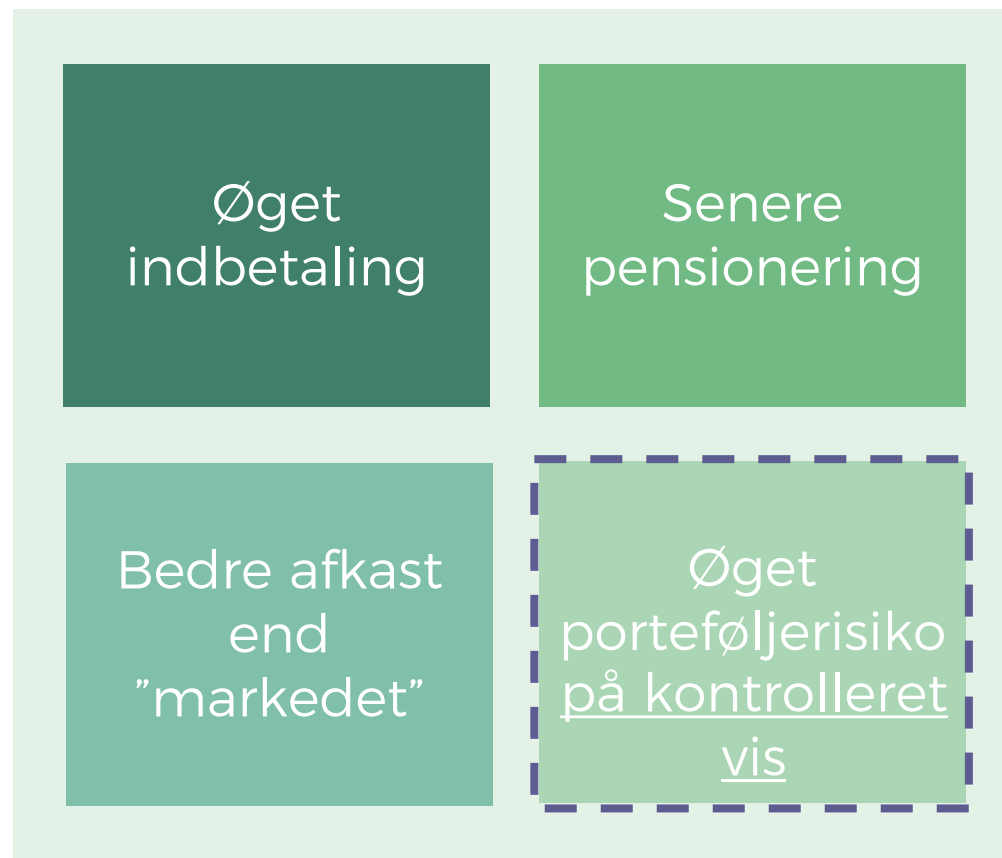 Øget
indbetaling
Senere
pensionering
Bedre afkast
end
”markedet”
Øget
porteføljerisiko
på kontrolleret
vis